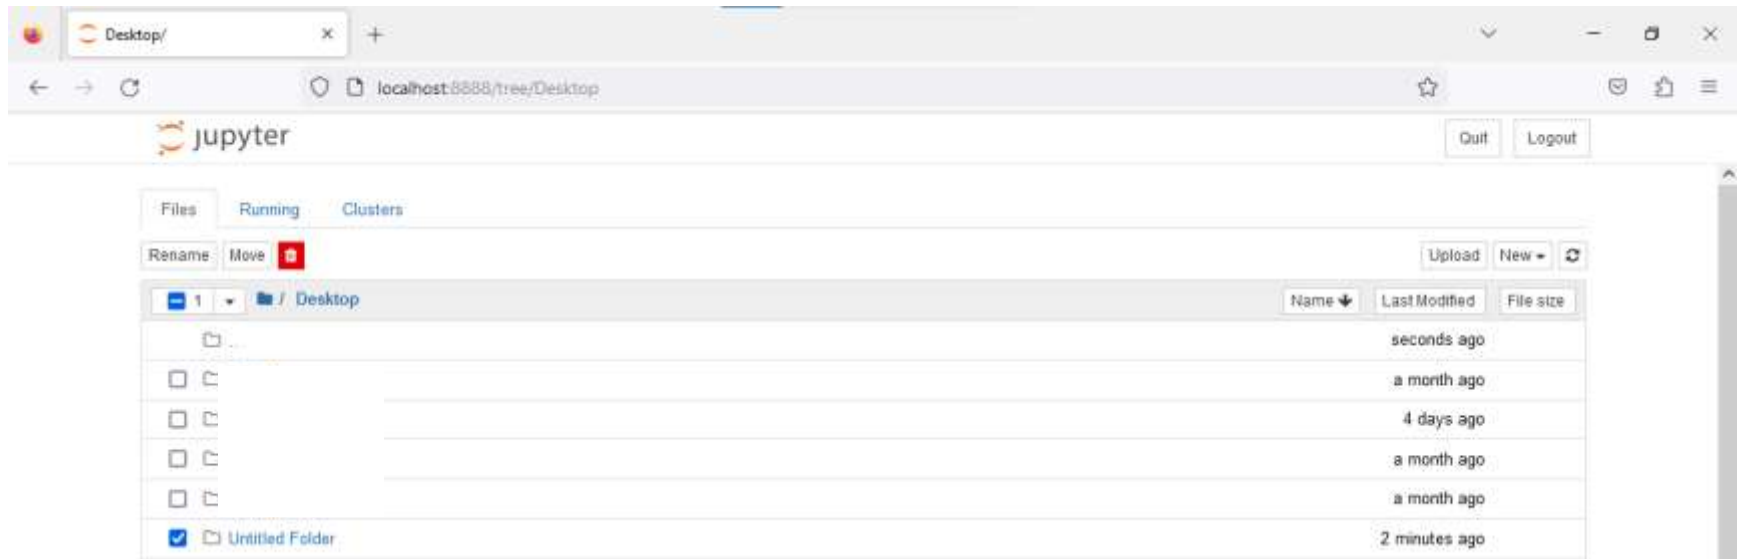 Desktop/
localhost:8888/tree/Desktop
jupyter
Quit Logout
Files Running Clusters
Rename Move Upload New
1 / Desktop Name Last Modified File size
.. seconds ago
a month ago
4 days ago
a month ago
a month ago
Untitled Folder 2 minutes ago